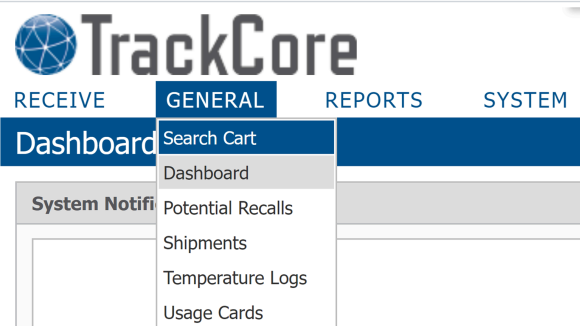 TrackCore
RECEIVE GENERAL REPORTS SYSTEM
Dashboard
Search Cart
Dashboard
System Notifi
Potential Recalls
Shipments
Temperature Logs
Usage Cards